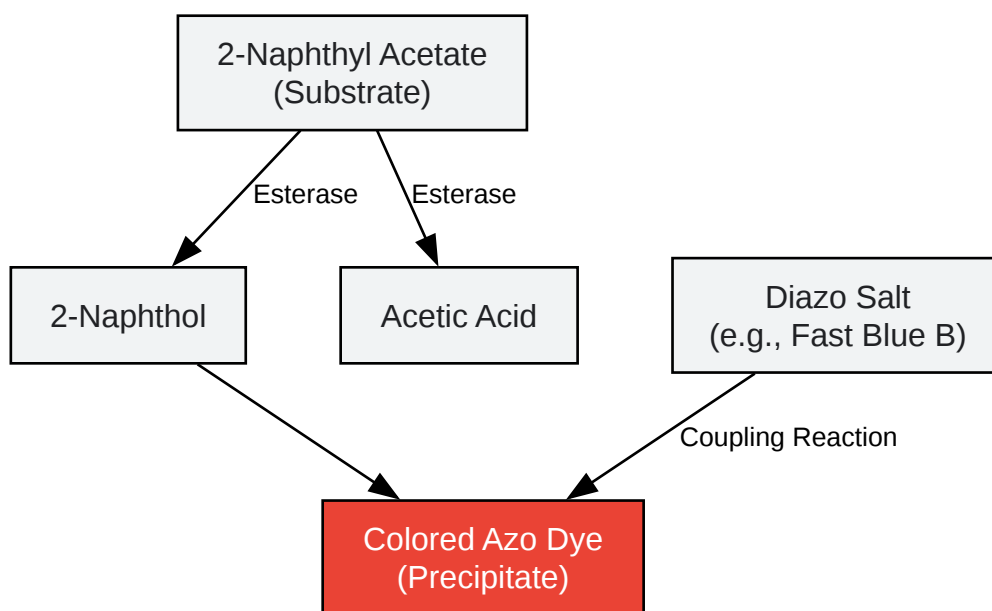 2-Naphthyl Acetate
(Substrate)
Esterase
Esterase
2-Naphthol
Acetic Acid
Diazo Salt
(e.g., Fast Blue B)
Coupling Reaction
Colored Azo Dye
(Precipitate)